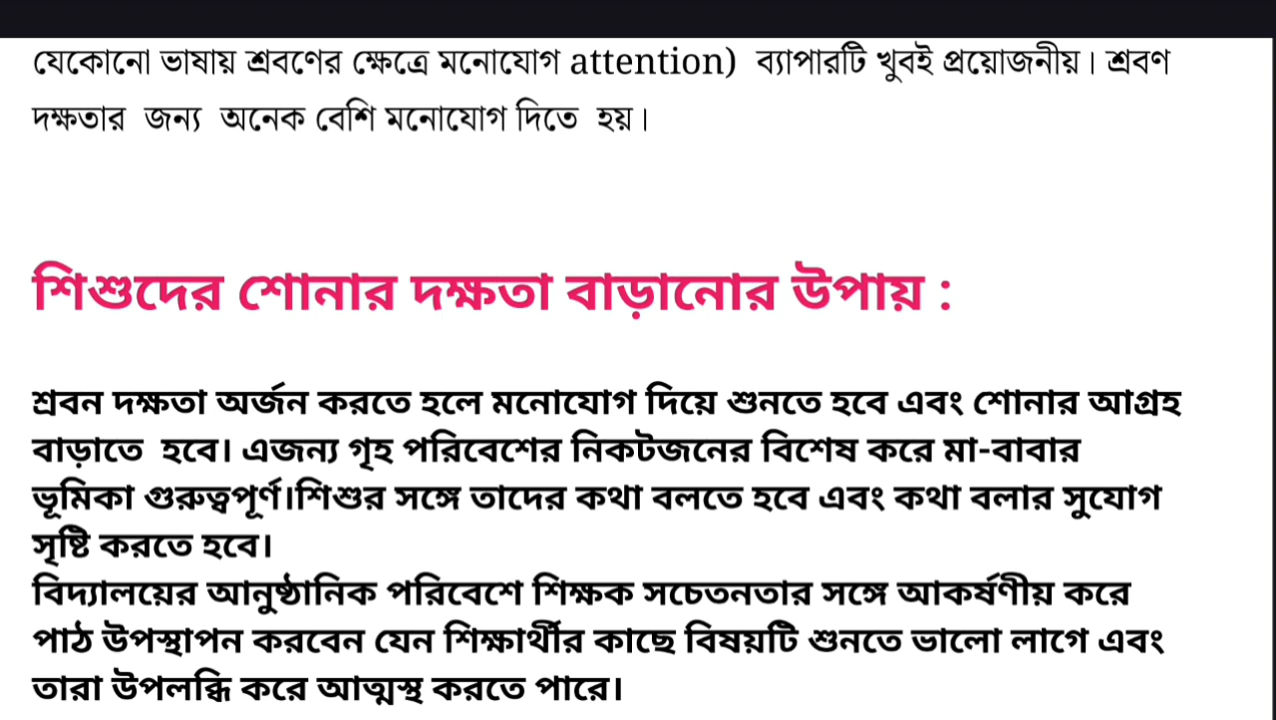 যেকোনো ভাষায় শ্রবণের ক্ষেত্রে মনোযোগ attention) ব্যাপারটি খুবই প্রয়োজনীয়। শ্রবণ
দক্ষতার জন্য অনেক বেশি মনোযোগ দিতে হয়।
শিশুদের শোনার দক্ষতা বাড়ানোর উপায় :
শ্রবন দক্ষতা অর্জন করতে হলে মনোযোগ দিয়ে শুনতে হবে এবং শোনার আগ্রহ
বাড়াতে হবে। এজন্য গৃহ পরিবেশের নিকটজনের বিশেষ করে মা-বাবার
ভূমিকা গুরুত্বপূর্ণ।শিশুর সঙ্গে তাদের কথা বলতে হবে এবং কথা বলার সুযোগ
সৃষ্টি করতে হবে।
বিদ্যালয়ের আনুষ্ঠানিক পরিবেশে শিক্ষক সচেতনতার সঙ্গে আকর্ষণীয় করে
পাঠ উপস্থাপন করবেন যেন শিক্ষার্থীর কাছে বিষয়টি শুনতে ভালো লাগে এবং
তারা উপলব্ধি করে আত্মস্থ করতে পারে।